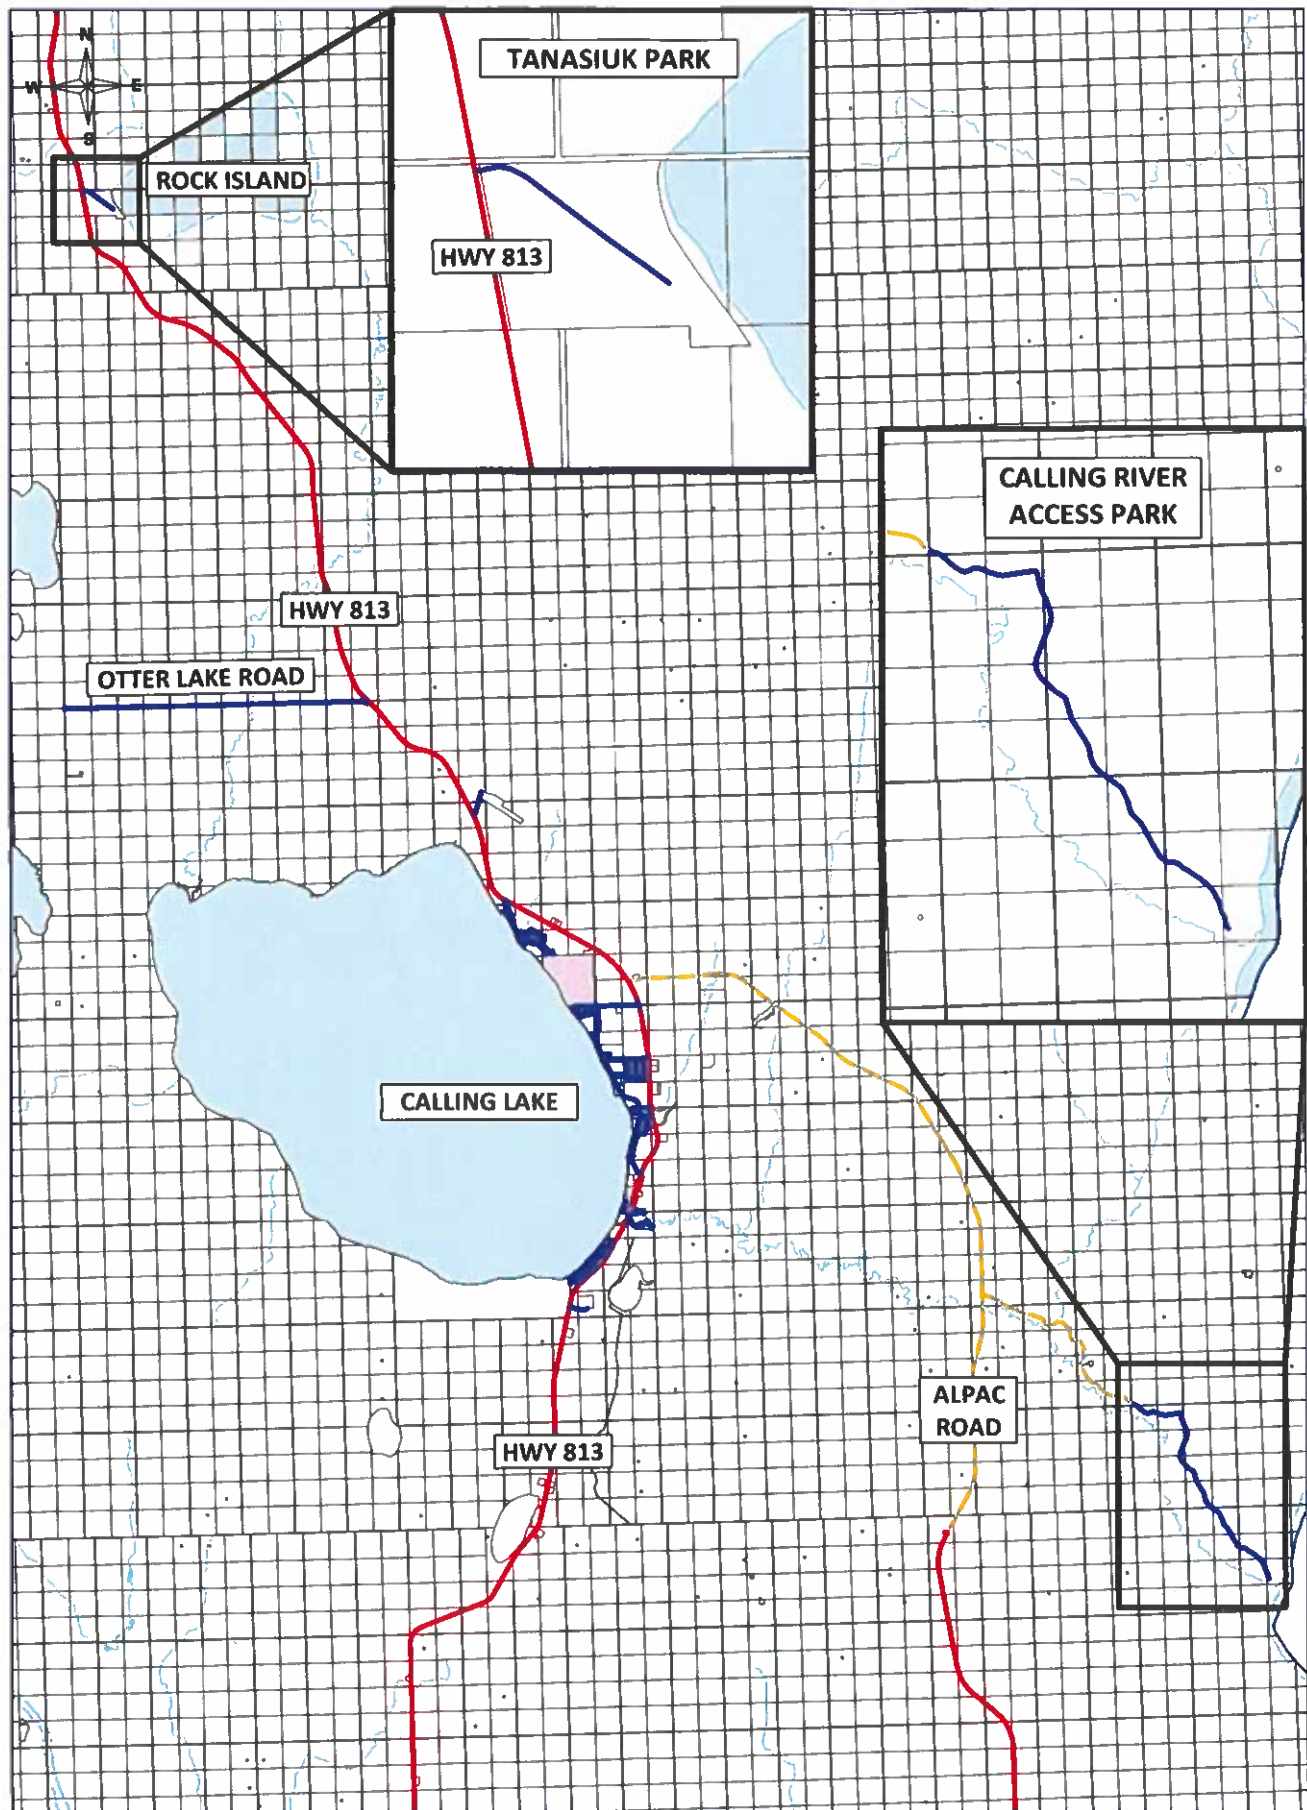 N
W E
S
TANASIUK PARK
ROCK ISLAND
HWY 813
CALLING RIVER
ACCESS PARK
HWY 813
OTTER LAKE ROAD
CALLING LAKE
ALPAC
ROAD
HWY 813